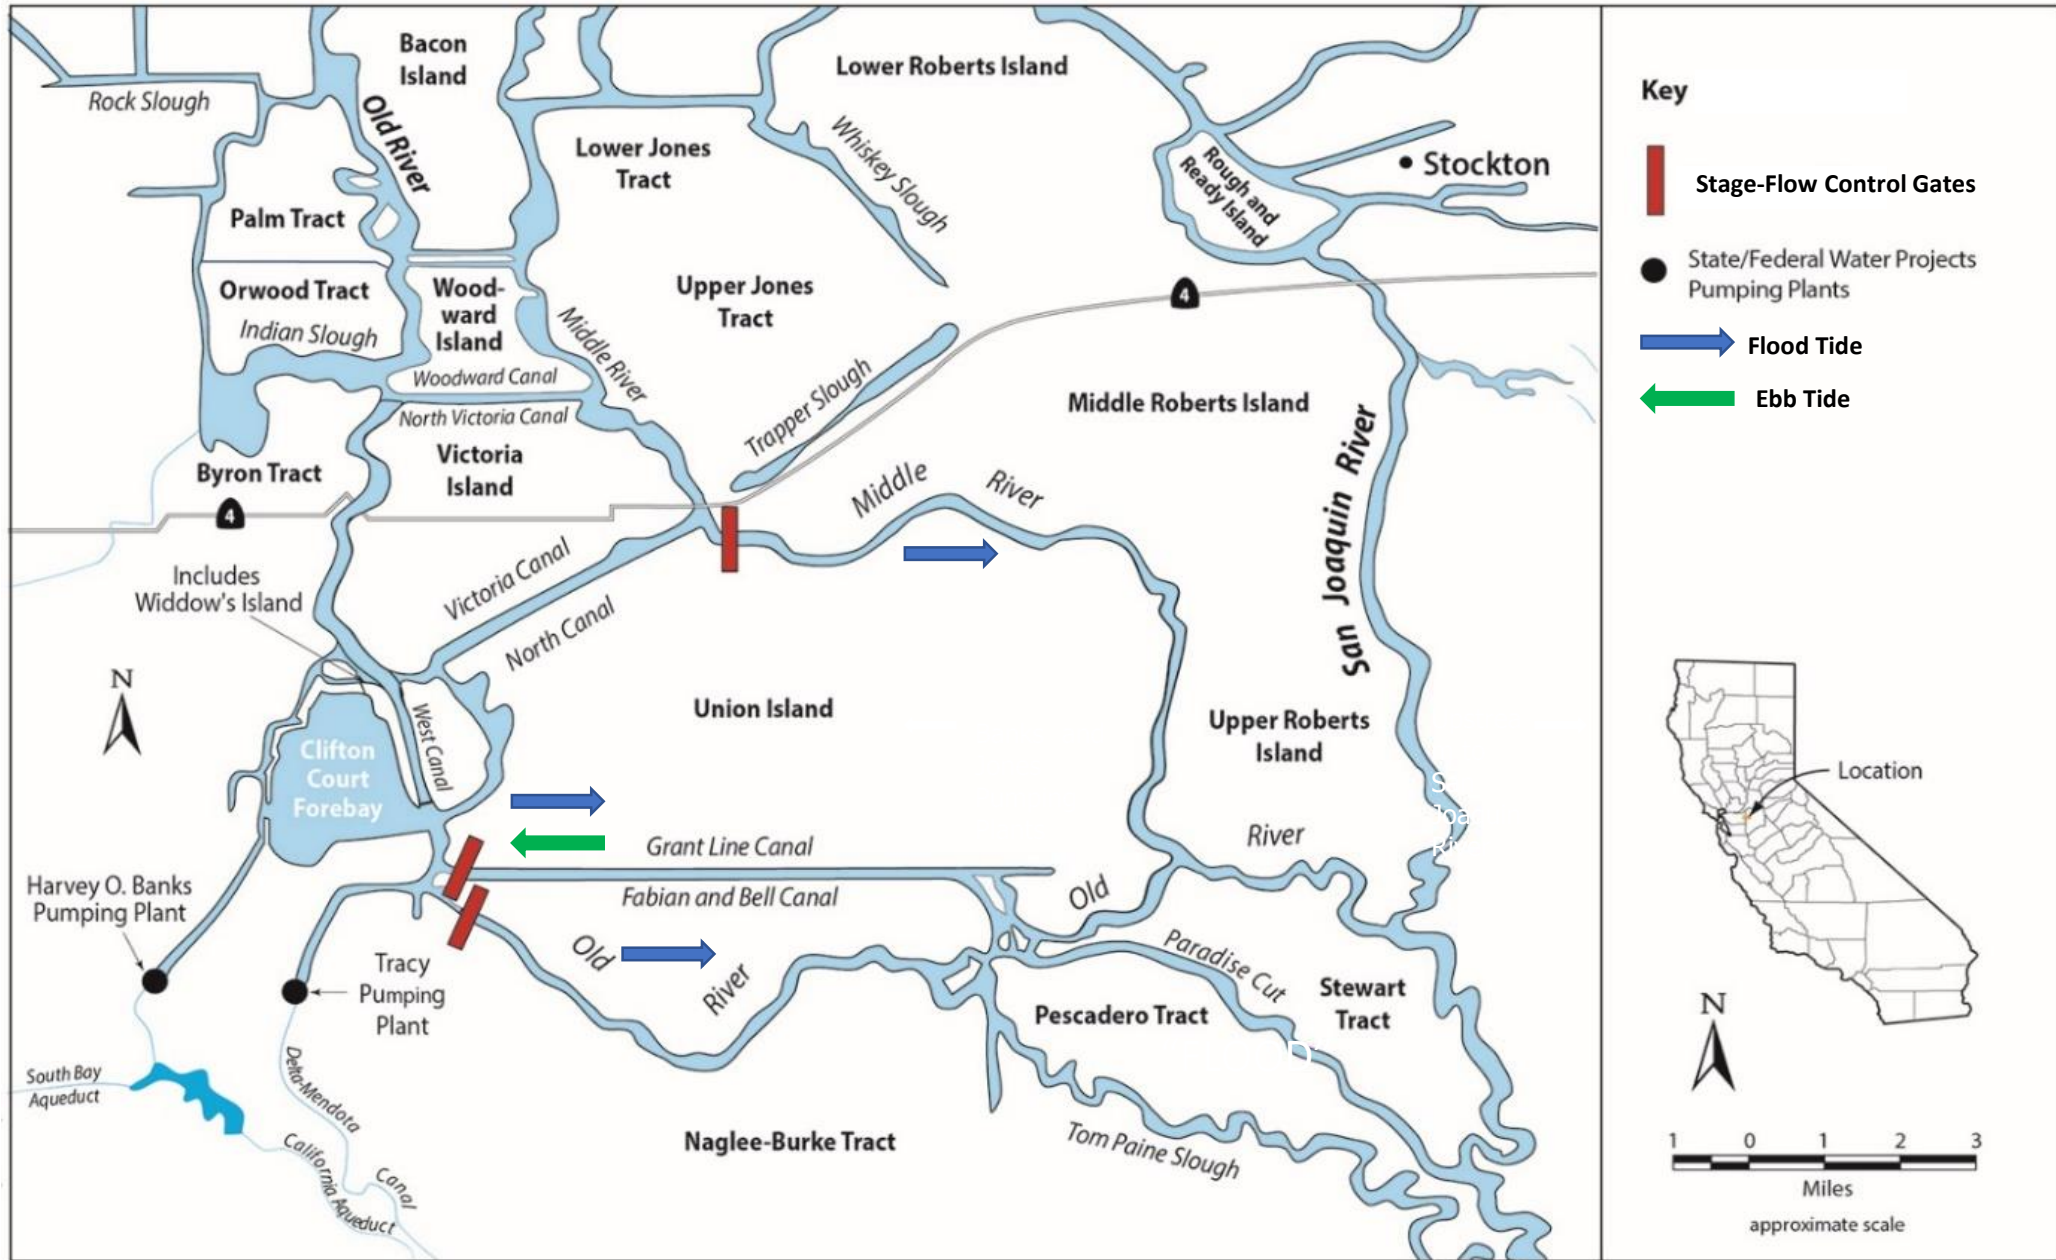 Bacon
Island
Lower Roberts Island
Rock Slough
Old River
Lower Jones
Tract
Whiskey Slough
Rough and
Ready Island
Stockton
Palm Tract
Orwood Tract
Indian Slough
Wood-
ward
Island
Upper Jones
Tract
4
Middle River
Woodward Canal
North Victoria Canal
Trapper Slough
Middle Roberts Island
San Joaquin River
Byron Tract
Victoria
Island
4
Middle River
Includes
Widdow's Island
Victoria Canal
North Canal
N
West Canal
Union Island
Upper Roberts
Island
Clifton
Court
Forebay
S
Joa
Ri
Grant Line Canal
Fabian and Bell Canal
Old River
Harvey O. Banks
Pumping Plant
Tracy
Pumping
Plant
Old River
Paradise Cut
Stewart
Tract
Pescadero Tract
D
South Bay
Aqueduct
Delta-Mendota Canal
California Aqueduct
Naglee-Burke Tract
Tom Paine Slough
Key
Stage-Flow Control Gates
State/Federal Water Projects
Pumping Plants
Flood Tide
Ebb Tide
Location
N
1 0 1 2 3
Miles
approximate scale